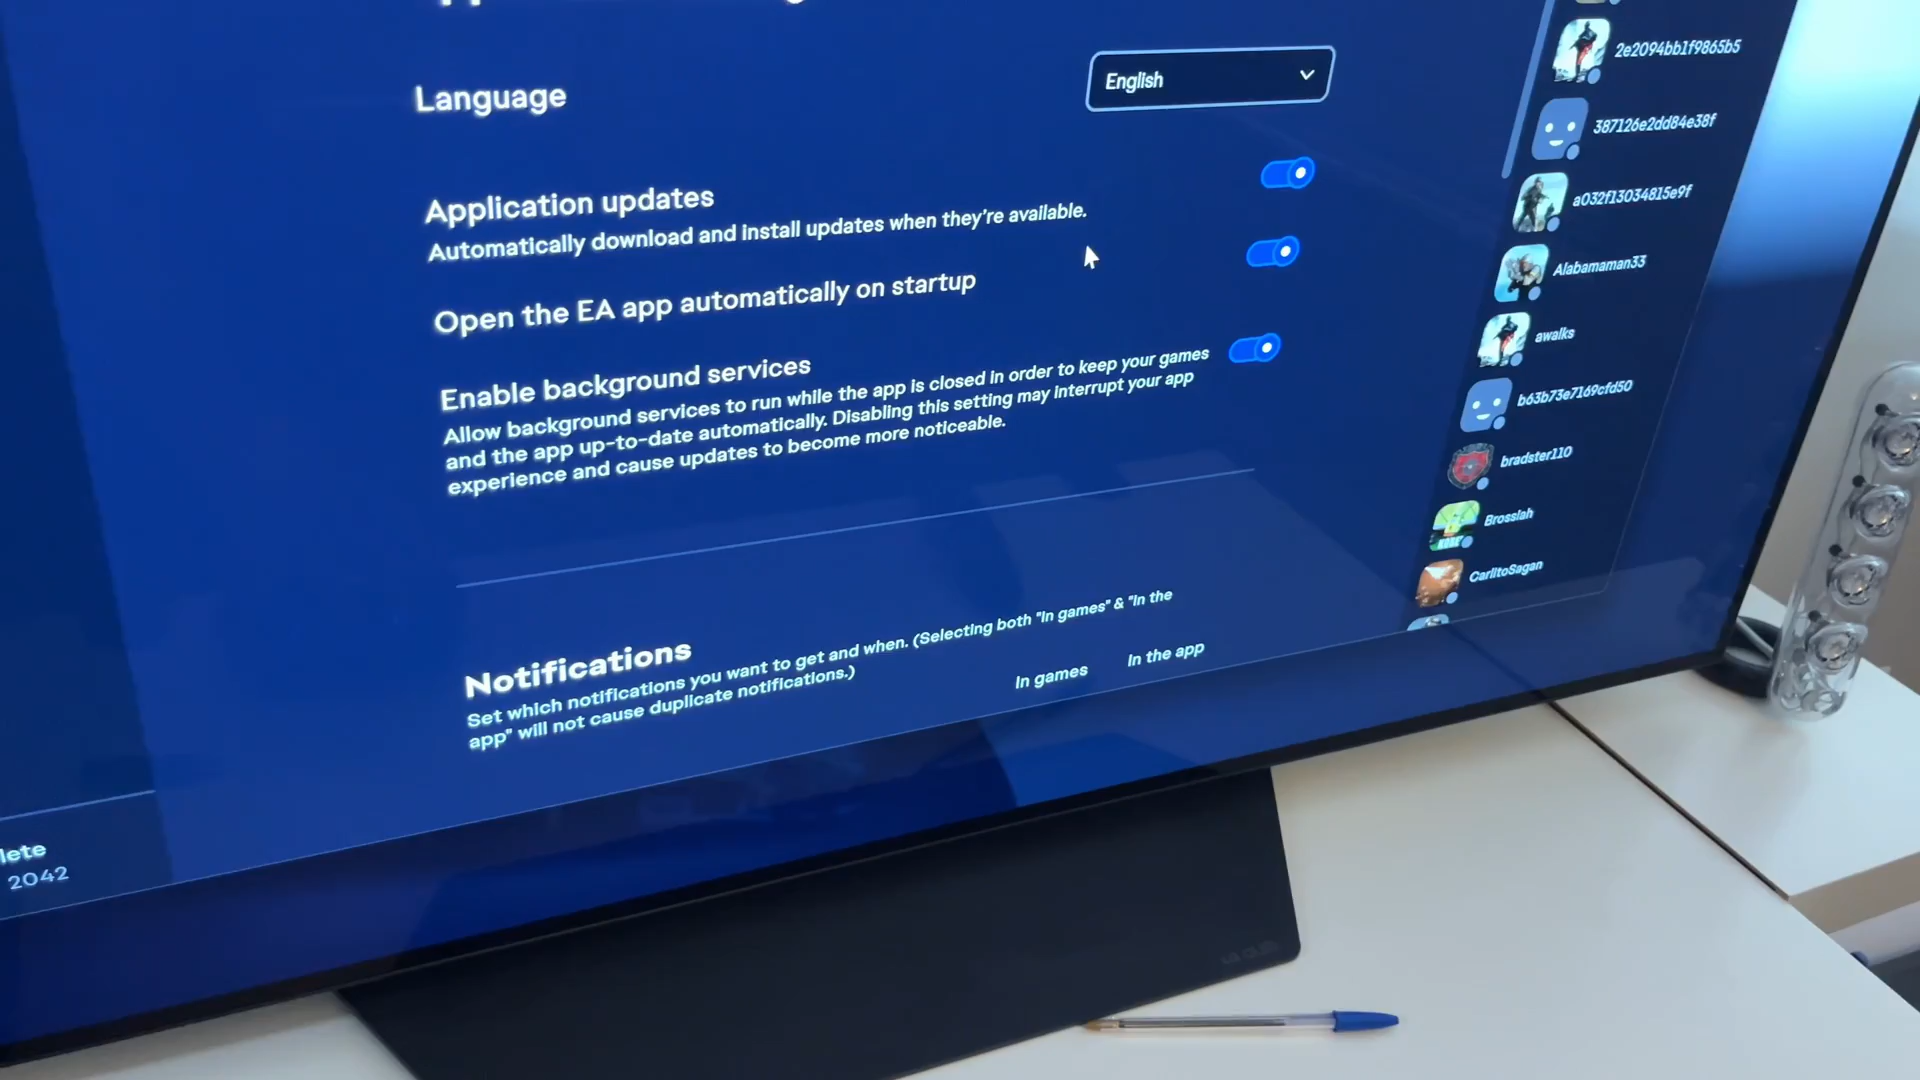 Language
English
Application updates
Automatically download and install updates when they're available.
Open the EA app automatically on startup
Enable background services
Allow background services to run while the app is closed in order to keep your games
and the app up-to-date automatically. Disabling this setting may interrupt your app
experience and cause updates to become more noticeable.
Notifications
Set which notifications you want to get and when. (Selecting both "In games" & "In the
app" will not cause duplicate notifications.)
In games
In the app
2e2094bb1f9865b5
387126e2dd84e38f
a032f13034815e9f
Alabamaman33
awalks
b63b73e7169cfd50
bradster110
Brossiah
CarlitoSagan
lete
2042